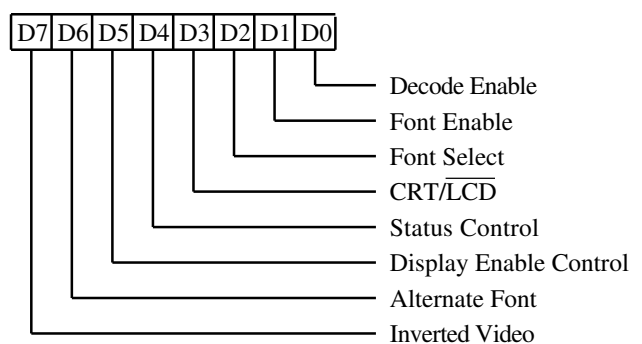 D7 D6 D5 D4 D3 D2 D1 D0
Decode Enable
Font Enable
Font Select
CRT/L̅C̅D̅
Status Control
Display Enable Control
Alternate Font
Inverted Video